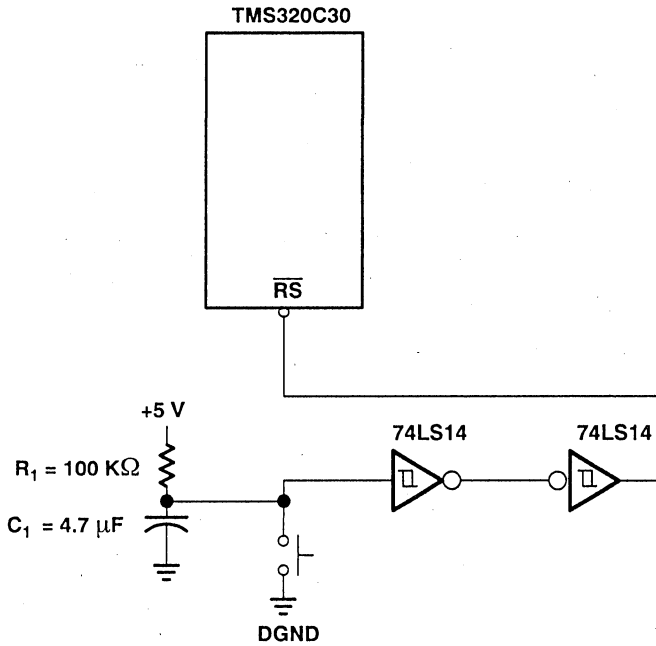 TMS320C30
RS
+5 V
74LS14
74LS14
R1 = 100 KΩ
C1 = 4.7 µF
DGND